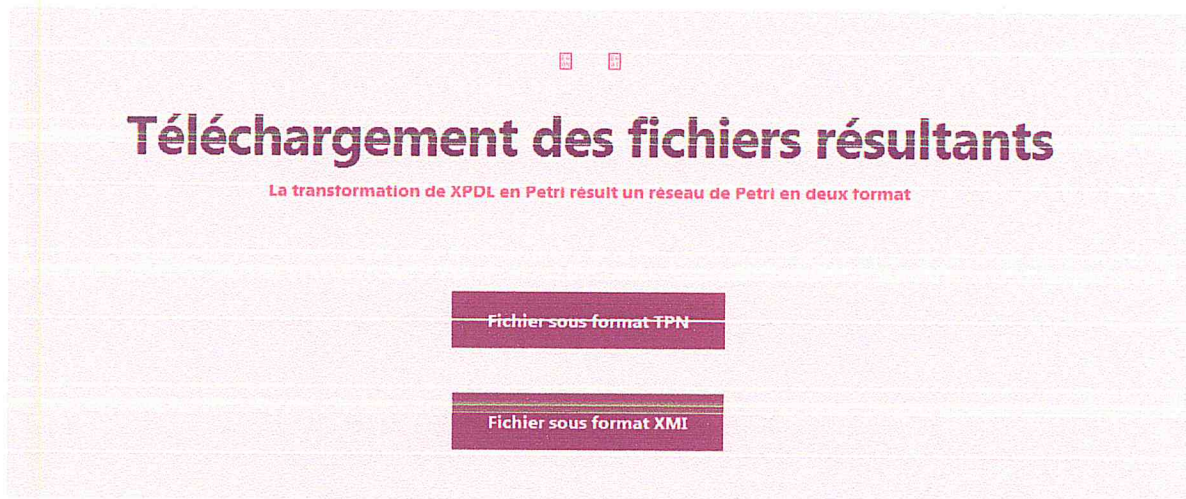 Téléchargement des fichiers résultants
La transformation de XPDL en Petri résult un réseau de Petri en deux format
Fichier sous format TPN
Fichier sous format XMI